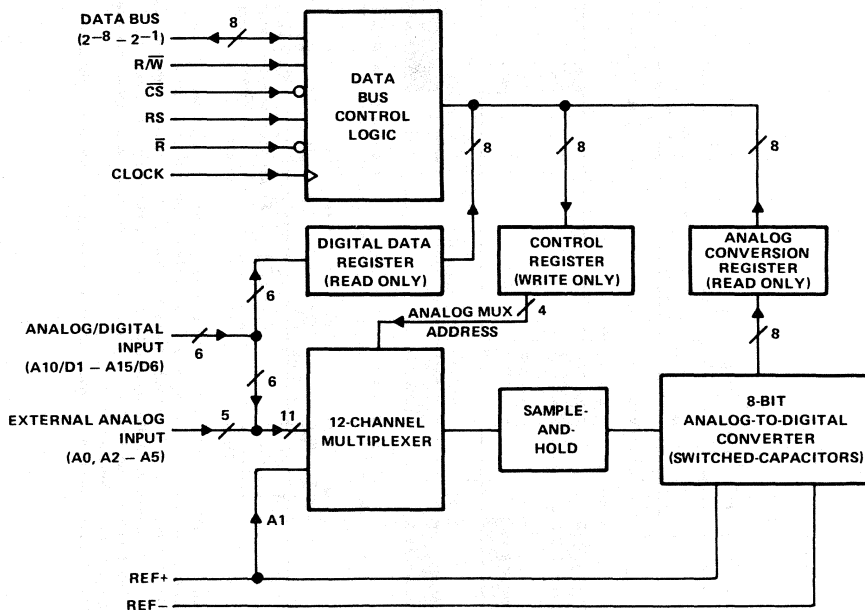 DATA BUS
(2⁻⁸ – 2⁻¹)
8
R/W̅
C̅S̅
RS
R̅
CLOCK
DATA
BUS
CONTROL
LOGIC
8
8
8
DIGITAL DATA
REGISTER
(READ ONLY)
CONTROL
REGISTER
(WRITE ONLY)
ANALOG
CONVERSION
REGISTER
(READ ONLY)
6
ANALOG MUX
ADDRESS
4
8
ANALOG/DIGITAL
INPUT
(A10/D1 – A15/D6)
6
6
EXTERNAL ANALOG
INPUT
(A0, A2 – A5)
5
11
12-CHANNEL
MULTIPLEXER
SAMPLE-
AND-
HOLD
8-BIT
ANALOG-TO-DIGITAL
CONVERTER
(SWITCHED-CAPACITORS)
A1
REF+
REF–